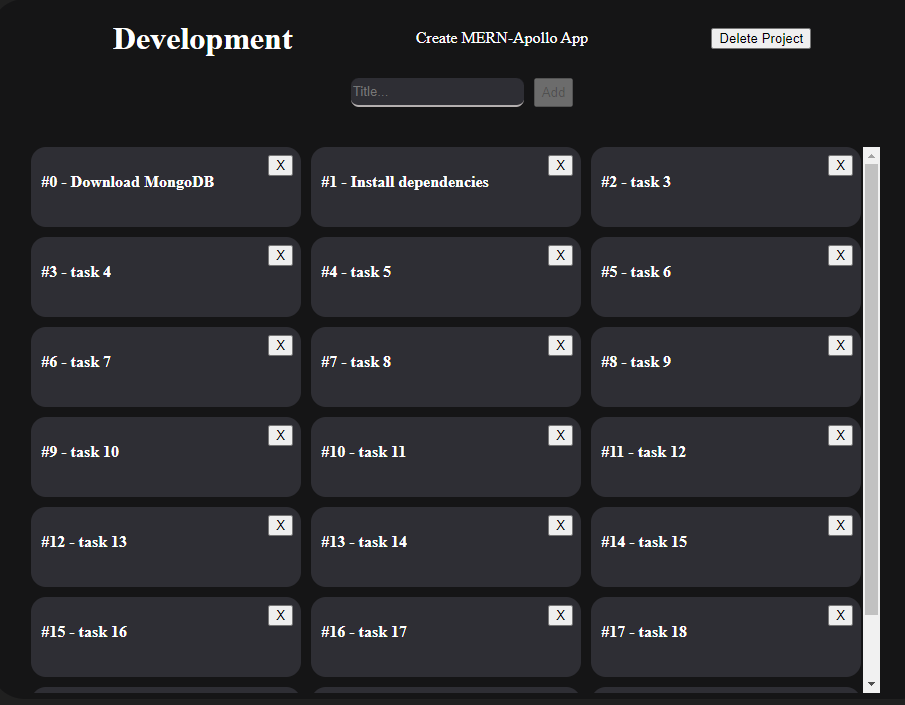 Development
Create MERN-Apollo App
Delete Project
Title...
Add
X
#0 - Download MongoDB
X
#1 - Install dependencies
X
#2 - task 3
X
#3 - task 4
X
#4 - task 5
X
#5 - task 6
X
#6 - task 7
X
#7 - task 8
X
#8 - task 9
X
#9 - task 10
X
#10 - task 11
X
#11 - task 12
X
#12 - task 13
X
#13 - task 14
X
#14 - task 15
X
#15 - task 16
X
#16 - task 17
X
#17 - task 18